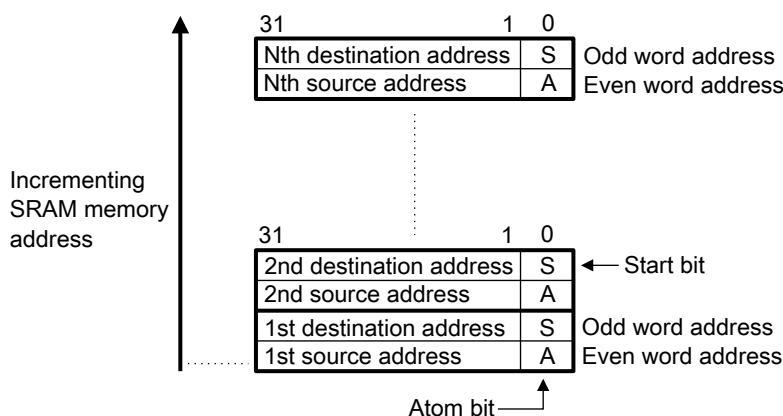 31 1 0
Nth destination address S Odd word address
Nth source address A Even word address
Incrementing
SRAM memory
address
31 1 0
2nd destination address S Start bit
2nd source address A
1st destination address S Odd word address
1st source address A Even word address
Atom bit